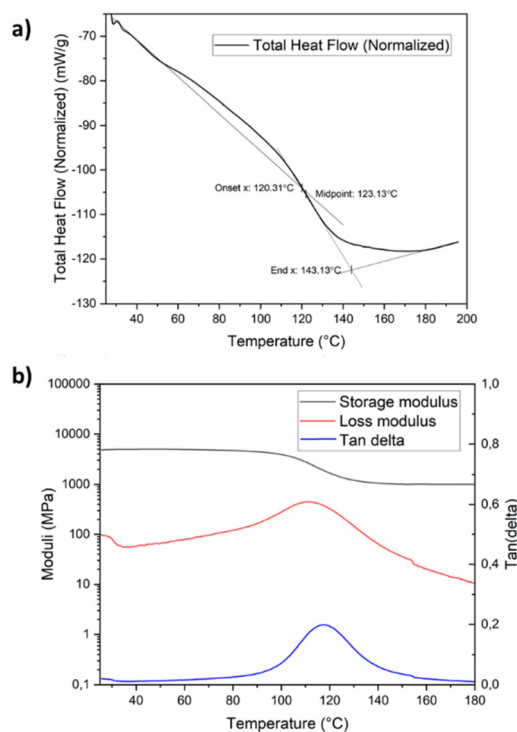 a)
Total Heat Flow (Normalized)
Total Heat Flow (Normalized) (mW/g)
-70
-80
-90
-100
-110
-120
-130
Onset x: 120.31°C
Midpoint: 123.13°C
End x: 143.13°C
40 60 80 100 120 140 160 180 200
Temperature (°C)
b)
Storage modulus
Loss modulus
Tan delta
Moduli (MPa)
100000
10000
1000
100
10
1
0,1
1,0
0,8
0,6
0,4
0,2
0,0
Tan(delta)
40 60 80 100 120 140 160 180
Temperature (°C)